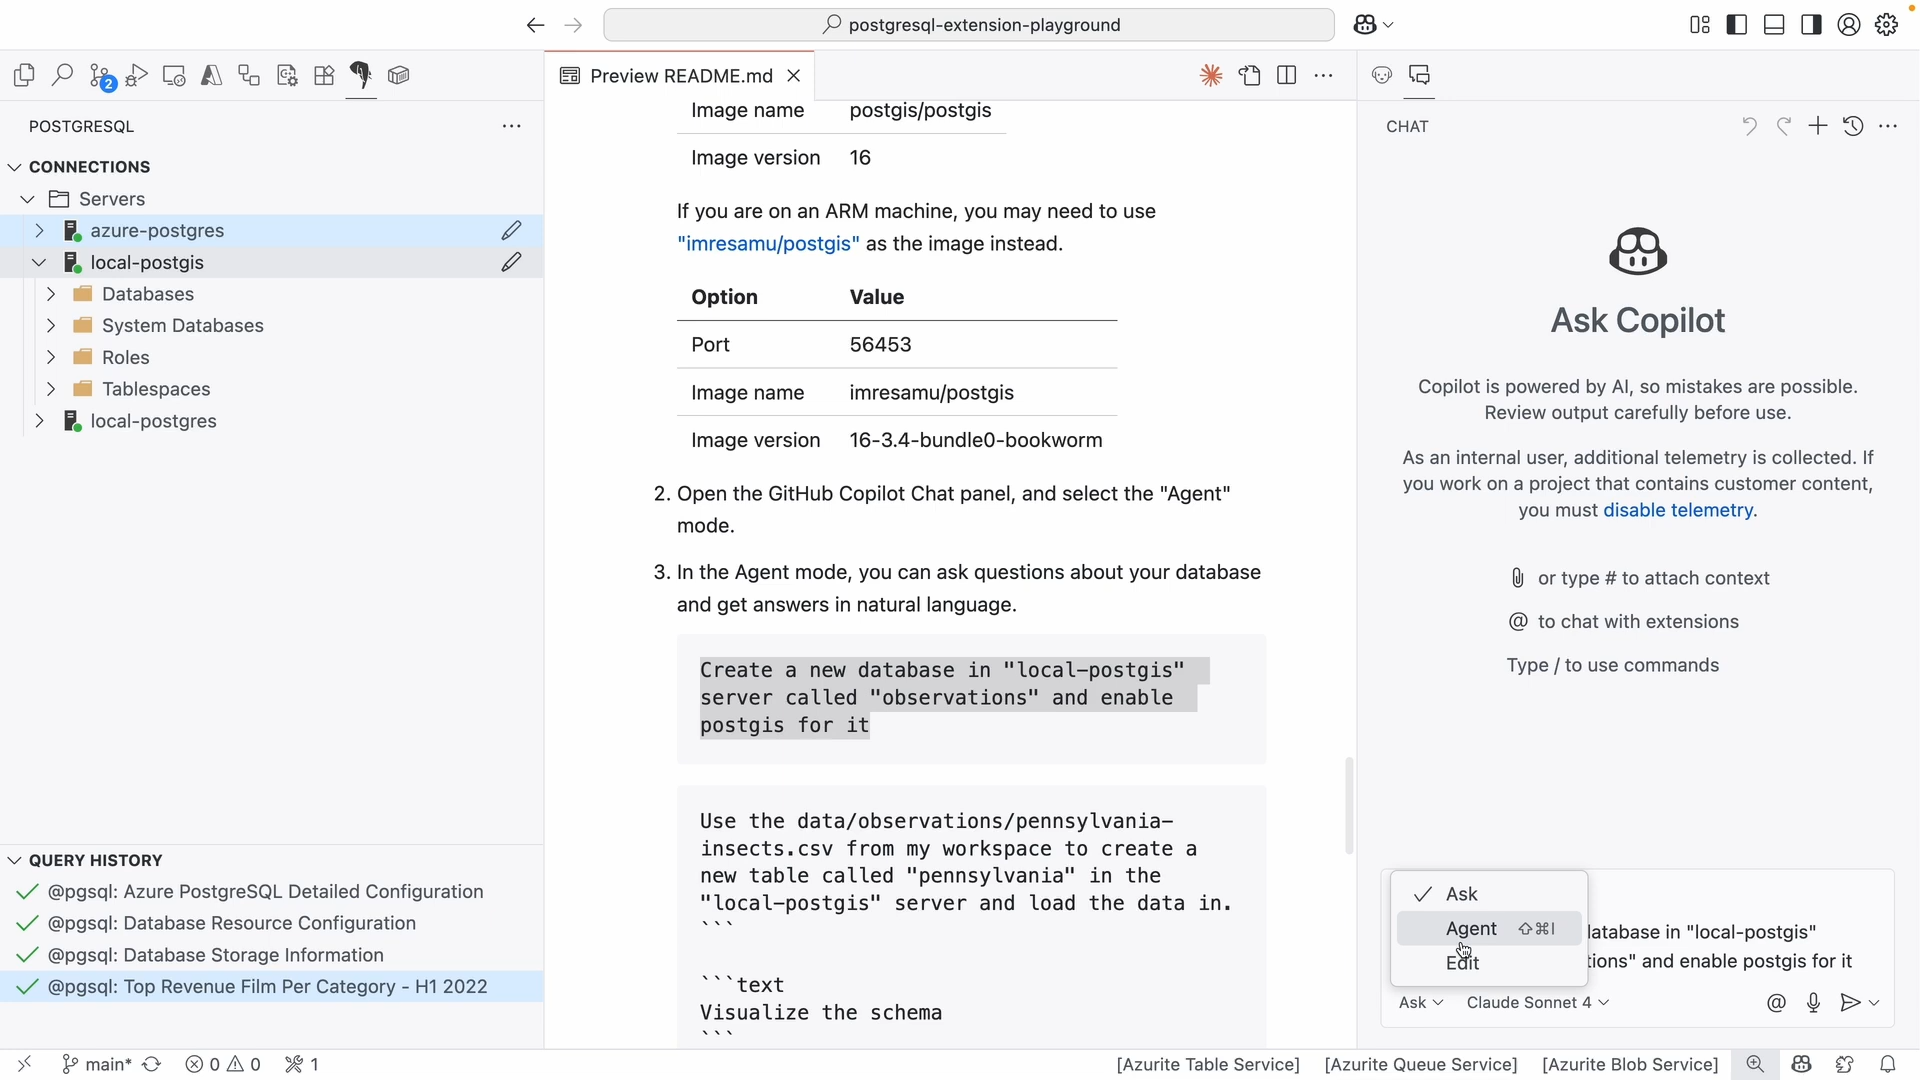 postgresql-extension-playground
2
Preview README.md
POSTGRESQL
CONNECTIONS
Servers
azure-postgres
local-postgis
Databases
System Databases
Roles
Tablespaces
local-postgres
QUERY HISTORY
@pgsql: Azure PostgreSQL Detailed Configuration
@pgsql: Database Resource Configuration
@pgsql: Database Storage Information
@pgsql: Top Revenue Film Per Category - H1 2022
Image name postgis/postgis
Image version 16
If you are on an ARM machine, you may need to use
"imresamu/postgis" as the image instead.
Option Value
Port 56453
Image name imresamu/postgis
Image version 16-3.4-bundle0-bookworm
2. Open the GitHub Copilot Chat panel, and select the "Agent"
mode.
3. In the Agent mode, you can ask questions about your database
and get answers in natural language.
Create a new database in "local-postgis"
server called "observations" and enable
postgis for it
Use the data/observations/pennsylvania-
insects.csv from my workspace to create a
new table called "pennsylvania" in the
"local-postgis" server and load the data in.
```
```text
Visualize the schema
```
CHAT
Ask Copilot
Copilot is powered by AI, so mistakes are possible.
Review output carefully before use.
As an internal user, additional telemetry is collected. If
you work on a project that contains customer content,
you must disable telemetry.
or type # to attach context
@ to chat with extensions
Type / to use commands
Ask
Agent ⇧⌘I
Edit
database in "local-postgis"
ions" and enable postgis for it
Ask Claude Sonnet 4 @
main* 0 0 1
[Azurite Table Service] [Azurite Queue Service] [Azurite Blob Service]